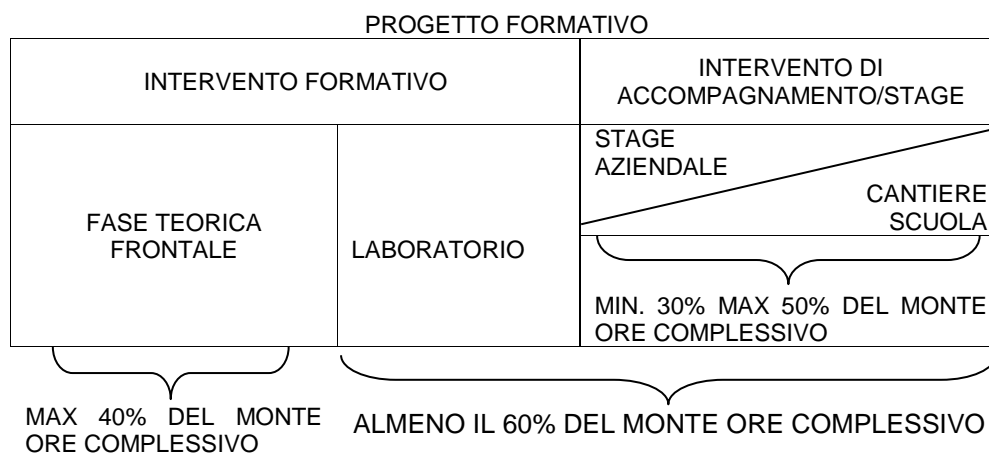 PROGETTO FORMATIVO
INTERVENTO FORMATIVO
INTERVENTO DI
ACCOMPAGNAMENTO/STAGE
FASE TEORICA
FRONTALE
LABORATORIO
STAGE
AZIENDALE
CANTIERE
SCUOLA
MIN. 30% MAX 50% DEL MONTE
ORE COMPLESSIVO
MAX 40% DEL MONTE
ORE COMPLESSIVO
ALMENO IL 60% DEL MONTE ORE COMPLESSIVO